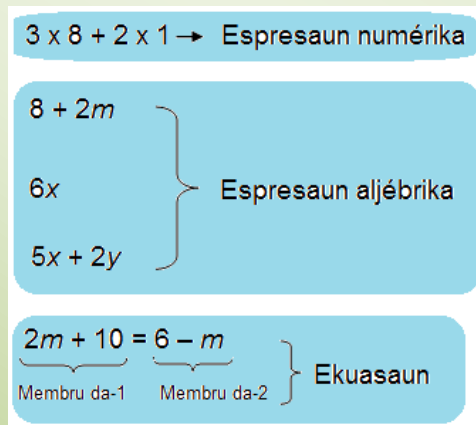 3 x 8 + 2 x 1 → Espresaun numérika
8 + 2m
6x
Espresaun aljébrika
5x + 2y
2m + 10 = 6 – m
Ekuasaun
Membru da-1 Membru da-2